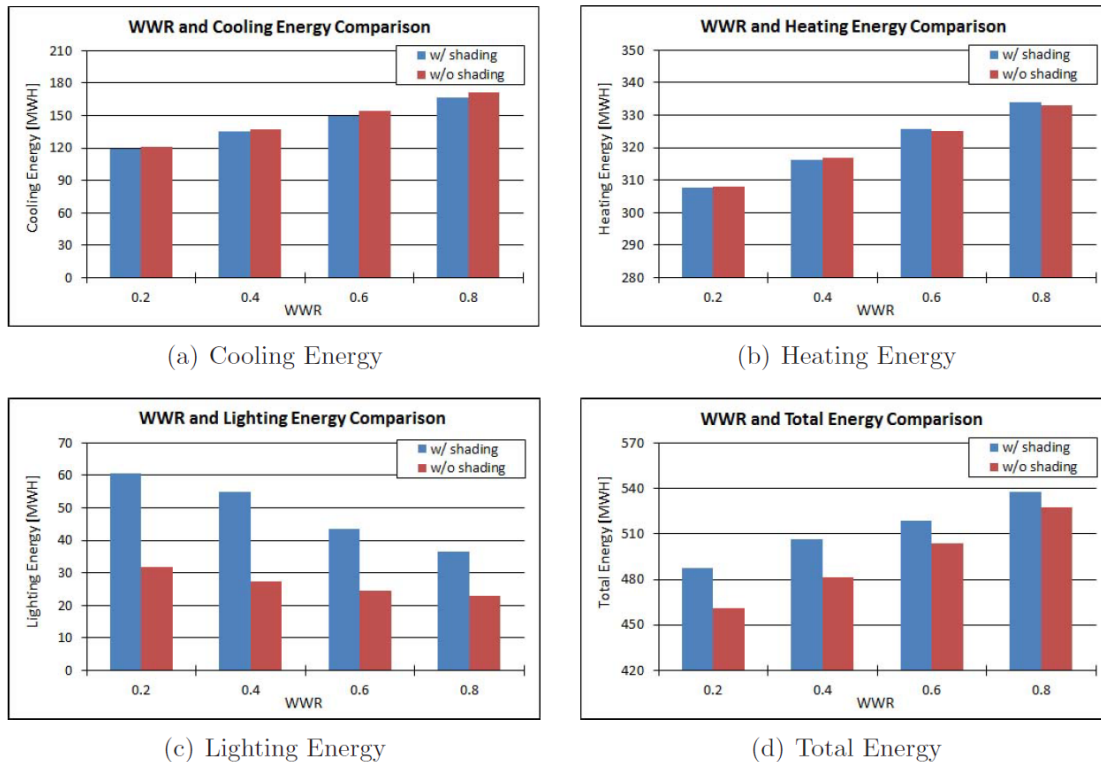 WWR and Cooling Energy Comparison
w/ shading
w/o shading
Cooling Energy [MWH]
210
180
150
120
90
60
30
0
0.2 0.4 0.6 0.8
WWR
(a) Cooling Energy
WWR and Heating Energy Comparison
w/ shading
w/o shading
Heating Energy [MWH]
350
340
330
320
310
300
290
280
0.2 0.4 0.6 0.8
WWR
(b) Heating Energy
WWR and Lighting Energy Comparison
w/ shading
w/o shading
Lighting Energy [MWH]
70
60
50
40
30
20
10
0
0.2 0.4 0.6 0.8
WWR
(c) Lighting Energy
WWR and Total Energy Comparison
w/ shading
w/o shading
Total Energy [MWH]
570
540
510
480
450
420
0.2 0.4 0.6 0.8
WWR
(d) Total Energy